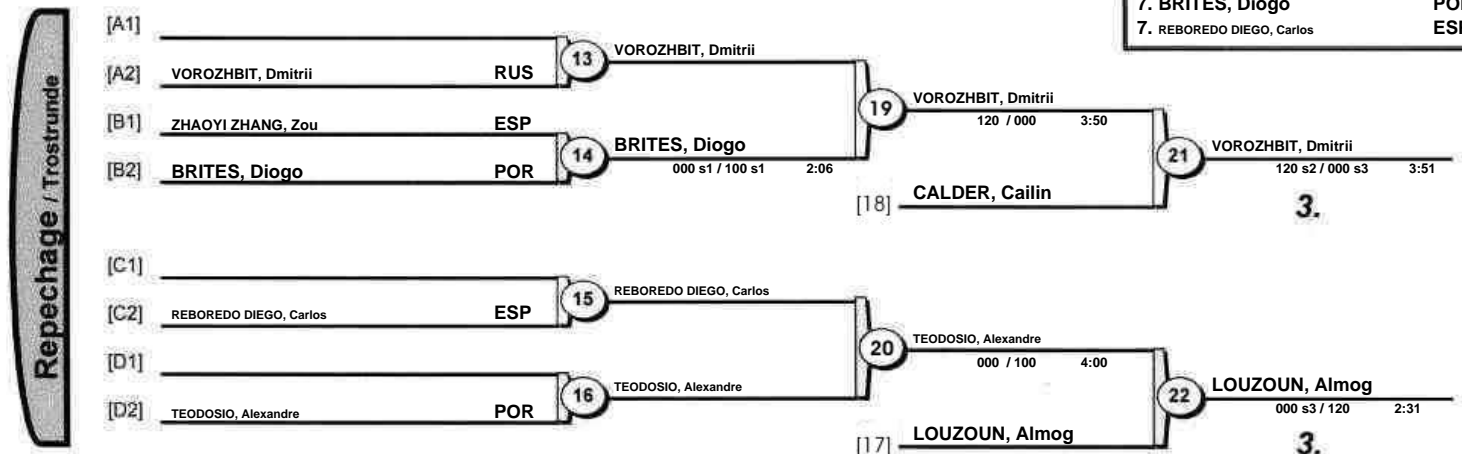 7. BRITES, Diogo
7. REBOREDO DIEGO, Carlos ESP
Repechage / Trostrunde
[A1]
[A2] VOROZHBIT, Dmitrii RUS
13 VOROZHBIT, Dmitrii
[B1] ZHAOYI ZHANG, Zou ESP
[B2] BRITES, Diogo POR
14 BRITES, Diogo
000 s1 / 100 s1 2:06
19 VOROZHBIT, Dmitrii
120 / 000 3:50
[18] CALDER, Cailin
21 VOROZHBIT, Dmitrii
120 s2 / 000 s3 3:51
3.
[C1]
[C2] REBOREDO DIEGO, Carlos ESP
15 REBOREDO DIEGO, Carlos
[D1]
[D2] TEODOSIO, Alexandre POR
16 TEODOSIO, Alexandre
20 TEODOSIO, Alexandre
000 / 100 4:00
[17] LOUZOUN, Almog
22 LOUZOUN, Almog
000 s3 / 120 2:31
3.